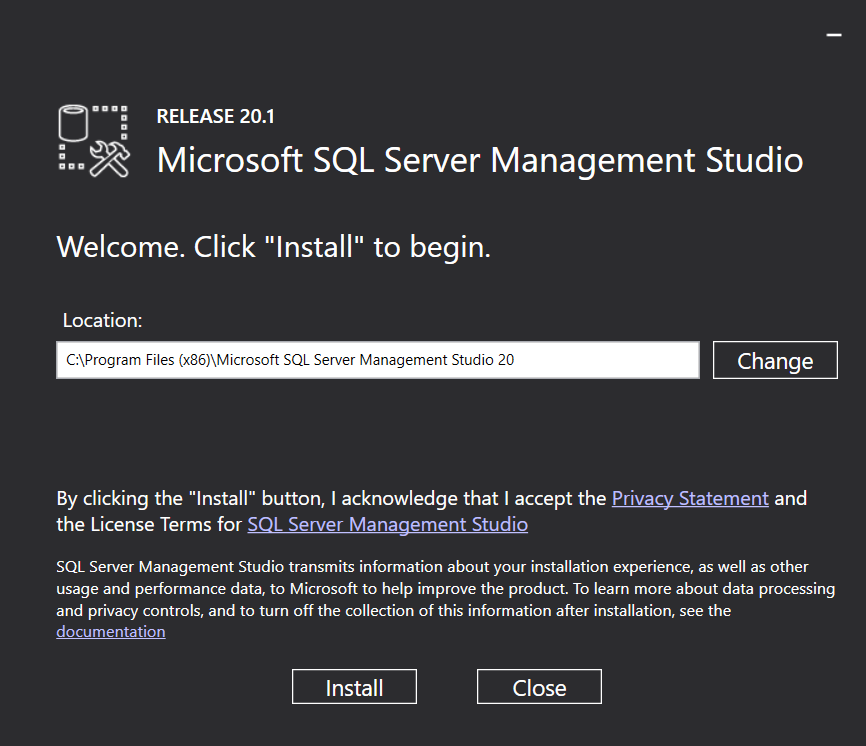 RELEASE 20.1
Microsoft SQL Server Management Studio
Welcome. Click "Install" to begin.
Location:
C:\Program Files (x86)\Microsoft SQL Server Management Studio 20
Change
By clicking the "Install" button, I acknowledge that I accept the Privacy Statement and
the License Terms for SQL Server Management Studio
SQL Server Management Studio transmits information about your installation experience, as well as other
usage and performance data, to Microsoft to help improve the product. To learn more about data processing
and privacy controls, and to turn off the collection of this information after installation, see the
documentation
Install
Close